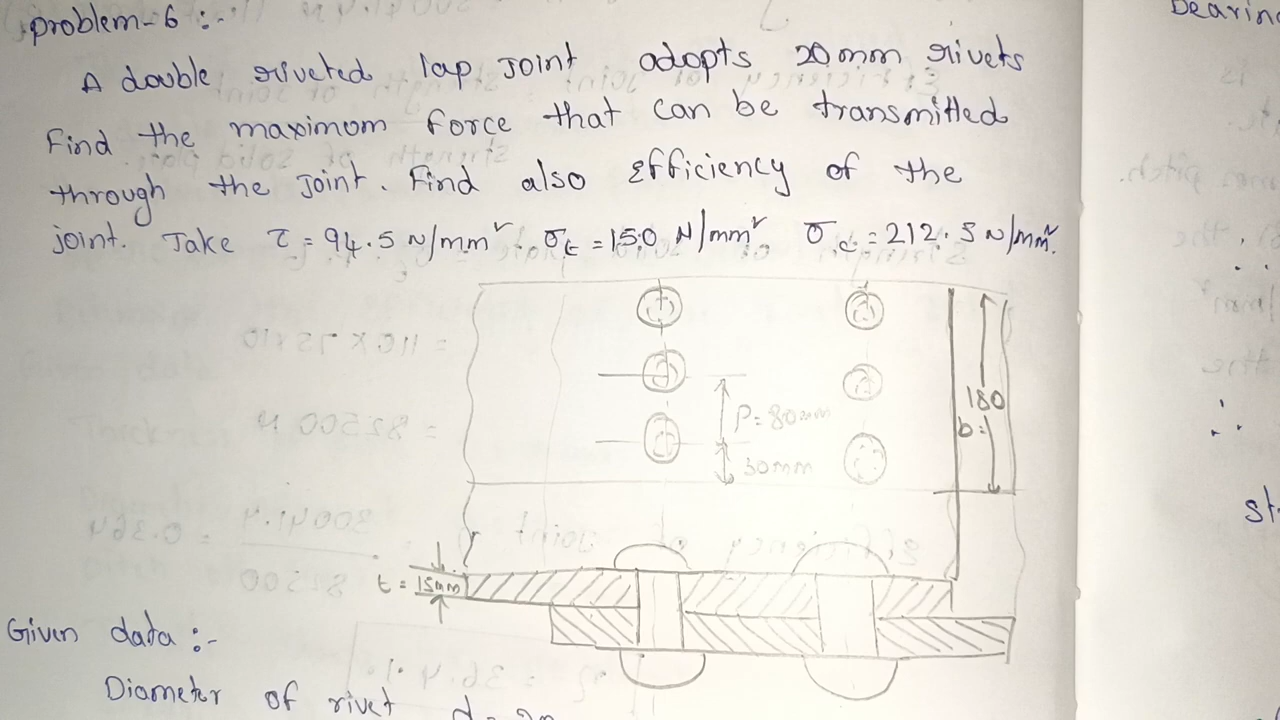 problem-6 :-
A double riveted lap joint adopts 20mm rivets
Find the maximum force that can be transmitted
through the joint. Find also efficiency of the
joint. Take τ = 94.5 N/mm². σt = 150 N/mm². σc = 212.5 N/mm².
P = 80mm
30mm
180
b=
t = 15mm
Given data :-
Diameter of rivet d =
Bearing